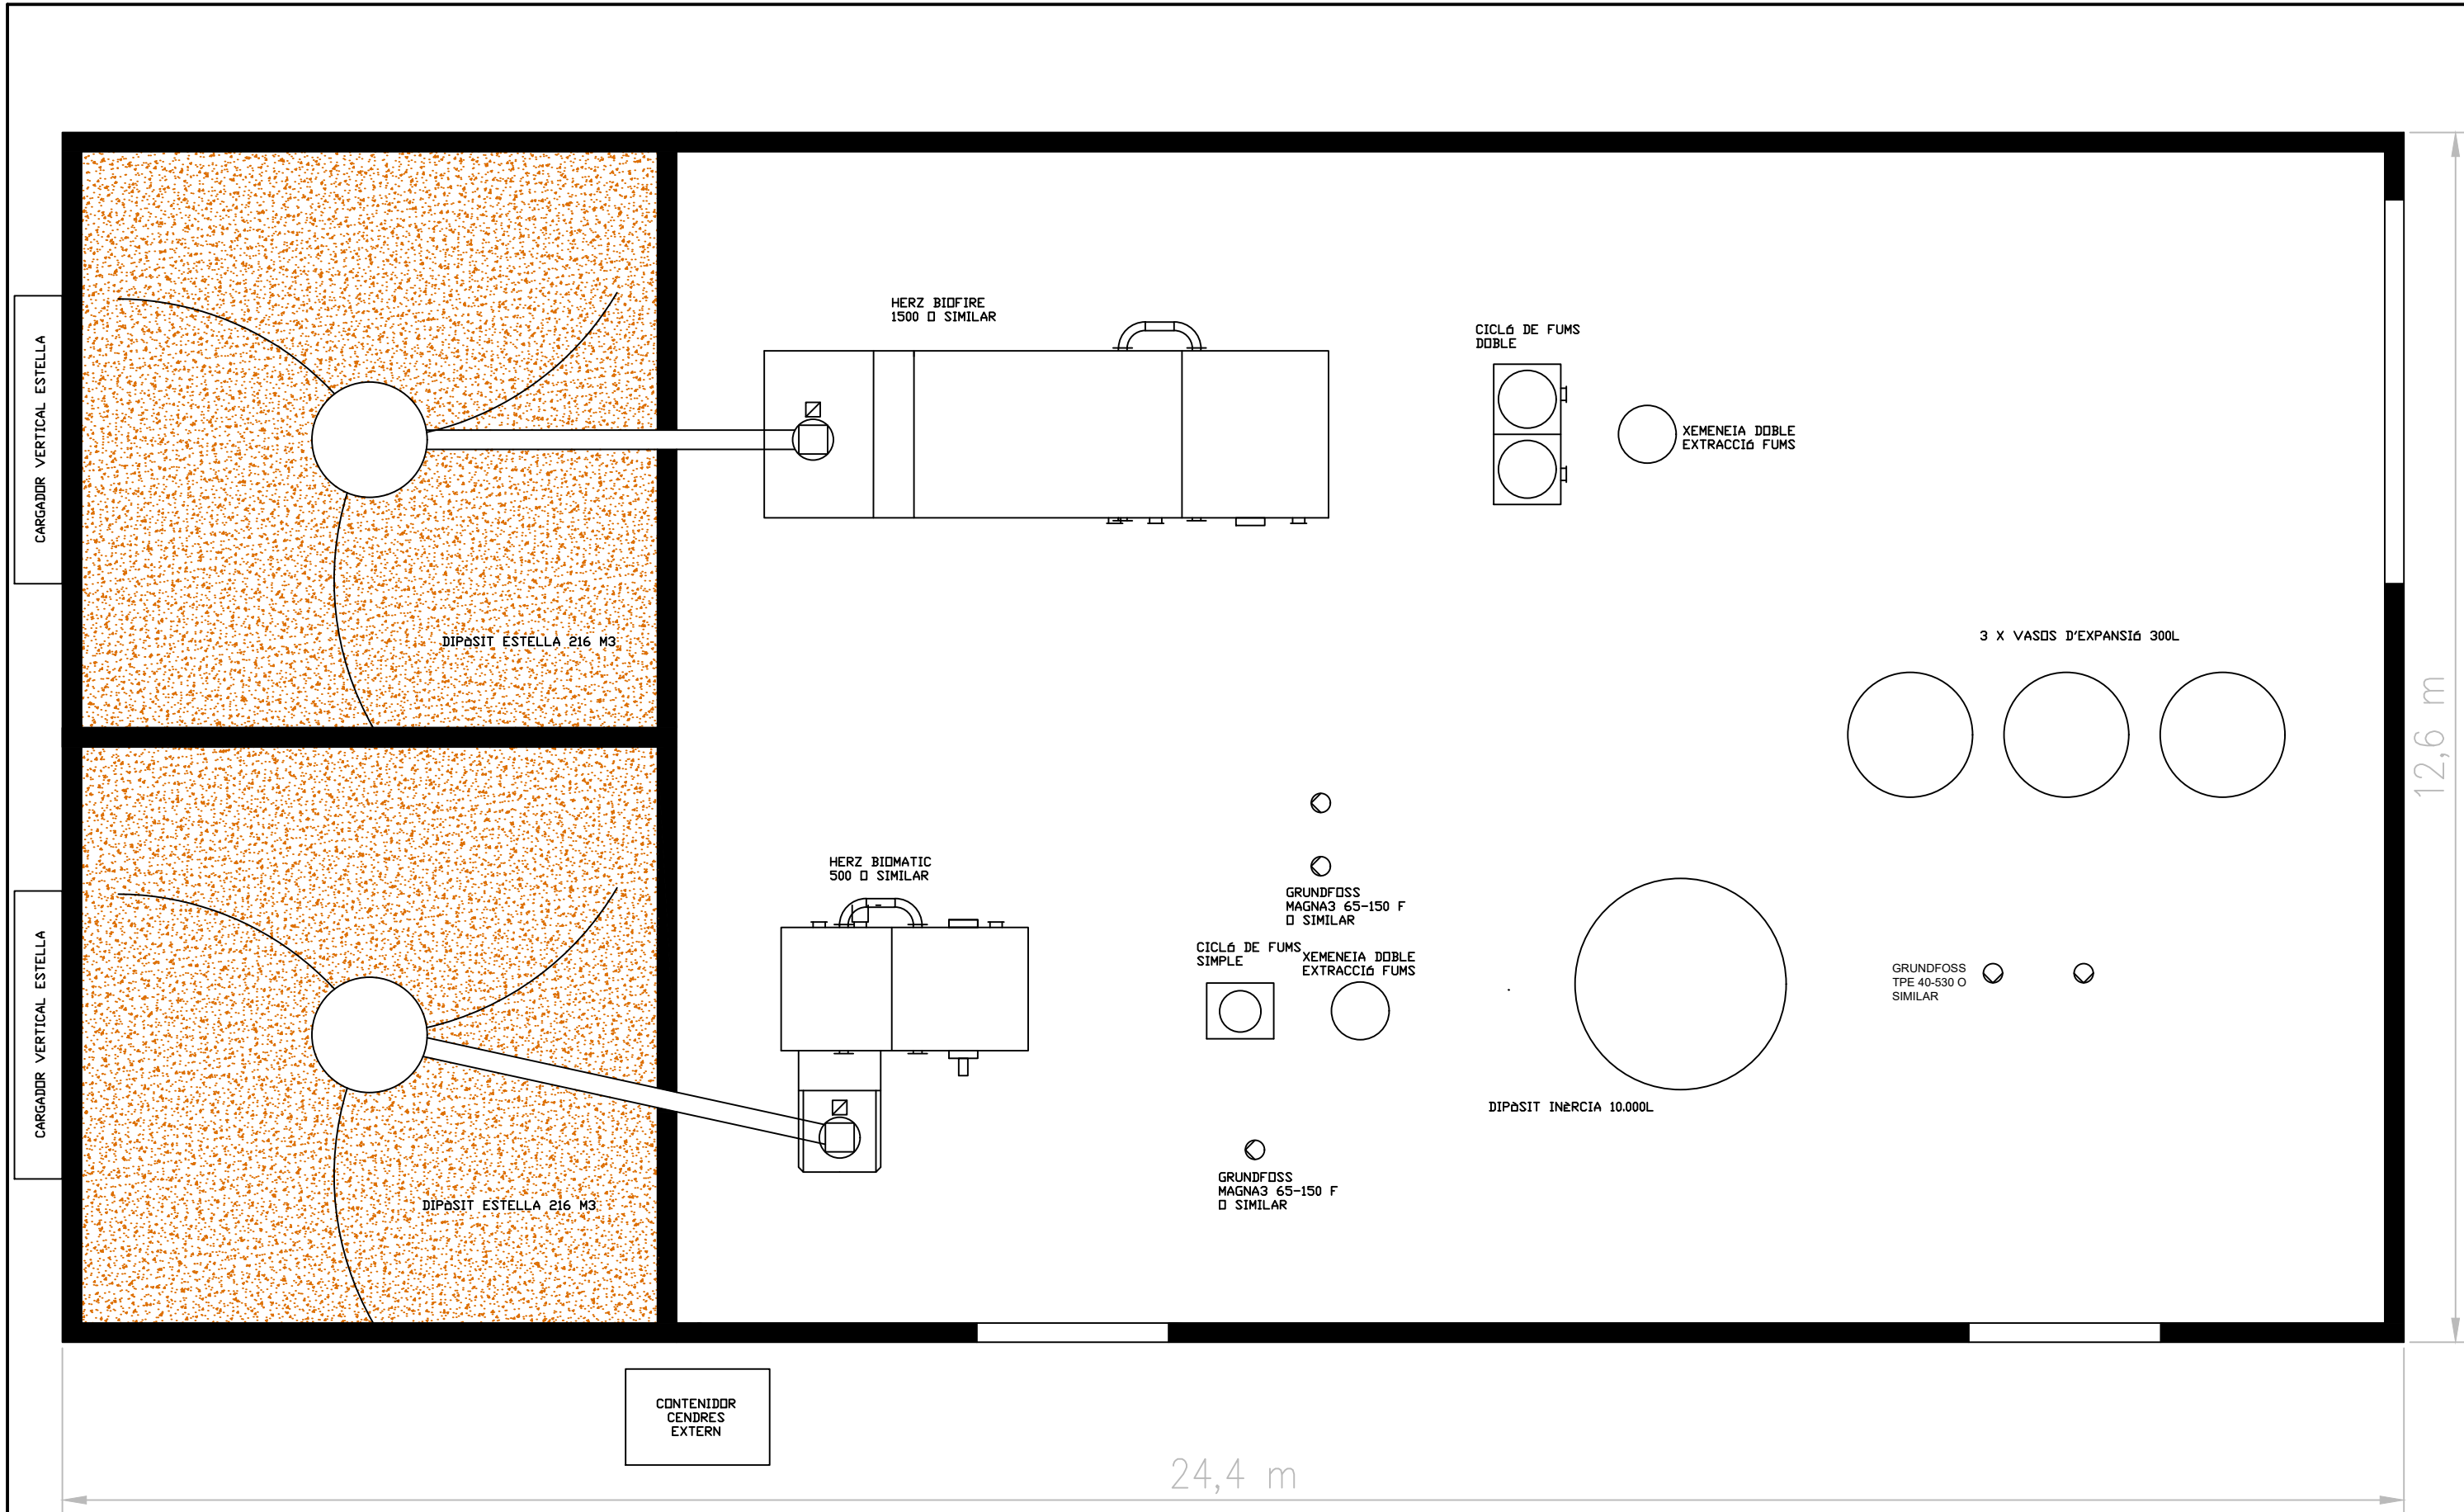 HERZ BIOFIRE
1500 O SIMILAR
CICLó DE FUMS
DOBLE
XEMENEIA DOBLE
EXTRACCIó FUMS
CARGADOR VERTICAL ESTELLA
DIPòSIT ESTELLA 216 M3
3 X VASOS D'EXPANSIó 300L
12,6 m
HERZ BIOMATIC
500 O SIMILAR
GRUNDFOSS
MAGNA3 65-150 F
O SIMILAR
CICLó DE FUMS
SIMPLE
XEMENEIA DOBLE
EXTRACCIó FUMS
GRUNDFOSS
TPE 40-530 O
SIMILAR
CARGADOR VERTICAL ESTELLA
DIPòSIT INèRCIA 10.000L
GRUNDFOSS
MAGNA3 65-150 F
O SIMILAR
DIPòSIT ESTELLA 216 M3
CONTENIDOR
CENDRES
EXTERN
24,4 m